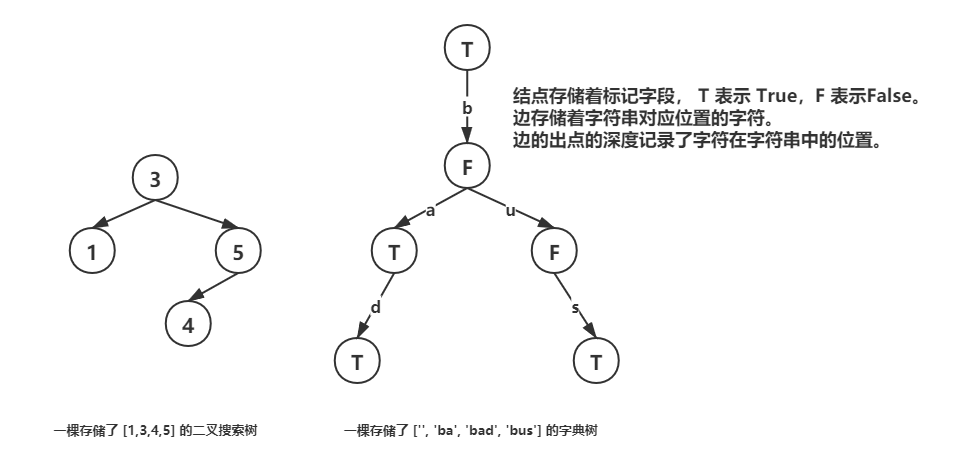 T
结点存储着标记字段， T 表示 True，F 表示False。
边存储着字符串对应位置的字符。
边的出点的深度记录了字符在字符串中的位置。
b
F
3
a
u
1
5
T
F
4
d
s
T
T
一棵存储了 [1,3,4,5] 的二叉搜索树
一棵存储了 ['', 'ba', 'bad', 'bus'] 的字典树